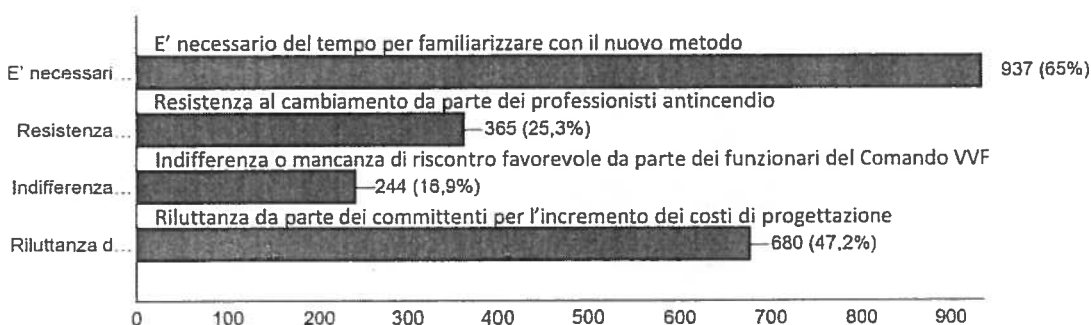 E' necessario del tempo per familiarizzare con il nuovo metodo
E' necessari ...
937 (65%)
Resistenza al cambiamento da parte dei professionisti antincendio
Resistenza ...
365 (25,3%)
Indifferenza o mancanza di riscontro favorevole da parte dei funzionari del Comando VVF
Indifferenza ...
244 (16,9%)
Riluttanza da parte dei committenti per l'incremento dei costi di progettazione
Riluttanza d ...
680 (47,2%)
0 100 200 300 400 500 600 700 800 900